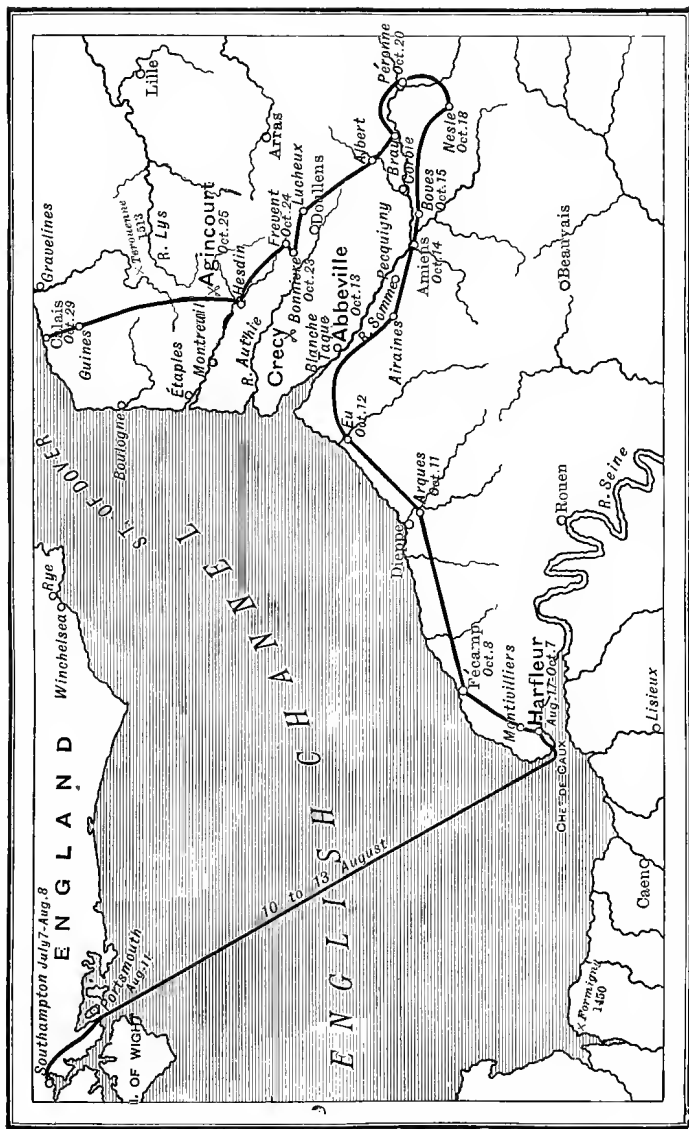 Southampton July7-Aug.8
ENGLAND
Portsmouth
Aug.11
I. OF WIGHT
Winchelsea
Rye
ST. OF DOVER
ENGLISH CHANNEL
10 to 13 August
Calais
Oct.29
Gravelines
Guines
Boulogne
Lille
×Terouenne
1513
R. Lys
Étaples
Montreuil
Agincourt
Oct.25
Hesdin
Arras
R. Authie
Frevent
Oct.24
Lucheux
Crecy
Bonniere
Oct.23
Doullens
Blanche
Taque
Abbeville
Oct.13
Albert
Eu
Oct.12
R. Somme
Pecquigny
Airaines
Amiens
Oct.14
Corbie
Bray
Péronne
Oct.20
Boves
Oct.15
Nesle
Oct.18
Dieppe
Arques
Oct.11
Fécamp
Oct.8
Montivilliers
Harfleur
Aug.17-Oct.7
CHEF DE CAUX
Rouen
R. Seine
Beauvais
Lisieux
Caen
×Formigny
1450